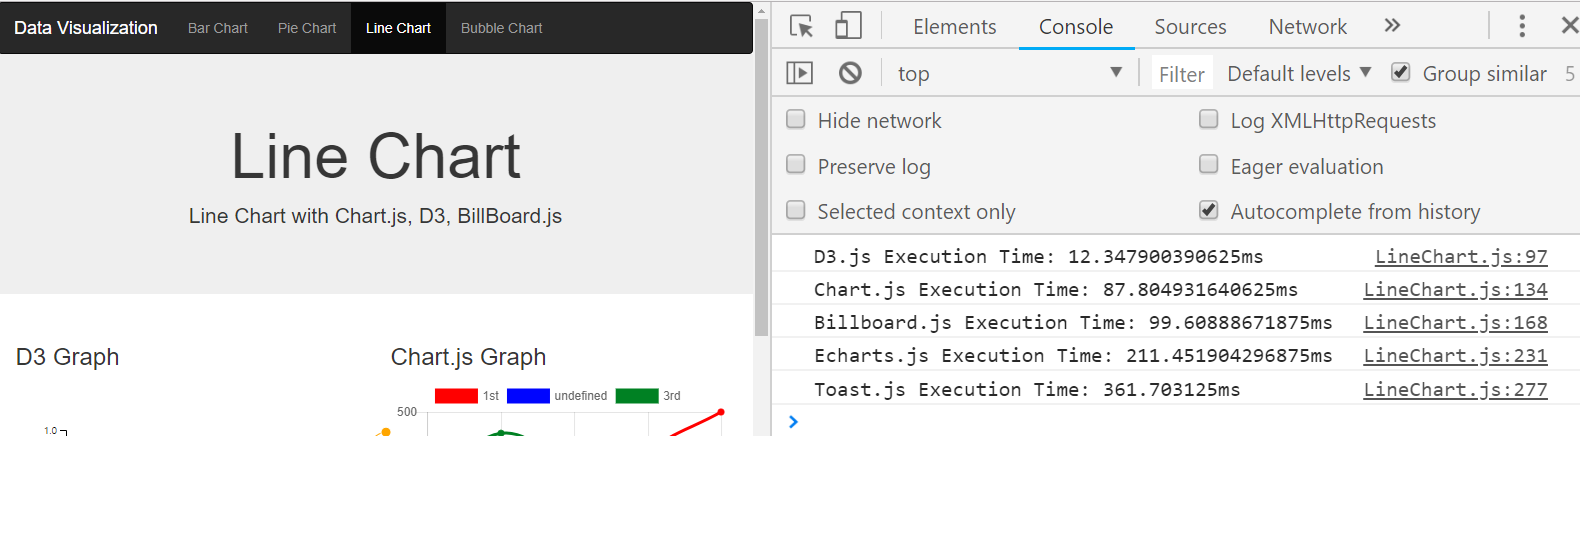 Data Visualization Bar Chart Pie Chart Line Chart Bubble Chart
Line Chart
Line Chart with Chart.js, D3, BillBoard.js
D3 Graph
1.0
Chart.js Graph
1st undefined 3rd
500
Elements Console Sources Network
top Filter Default levels Group similar 5
Hide network Log XMLHttpRequests
Preserve log Eager evaluation
Selected context only Autocomplete from history
D3.js Execution Time: 12.347900390625ms LineChart.js:97
Chart.js Execution Time: 87.804931640625ms LineChart.js:134
Billboard.js Execution Time: 99.60888671875ms LineChart.js:168
Echarts.js Execution Time: 211.451904296875ms LineChart.js:231
Toast.js Execution Time: 361.703125ms LineChart.js:277